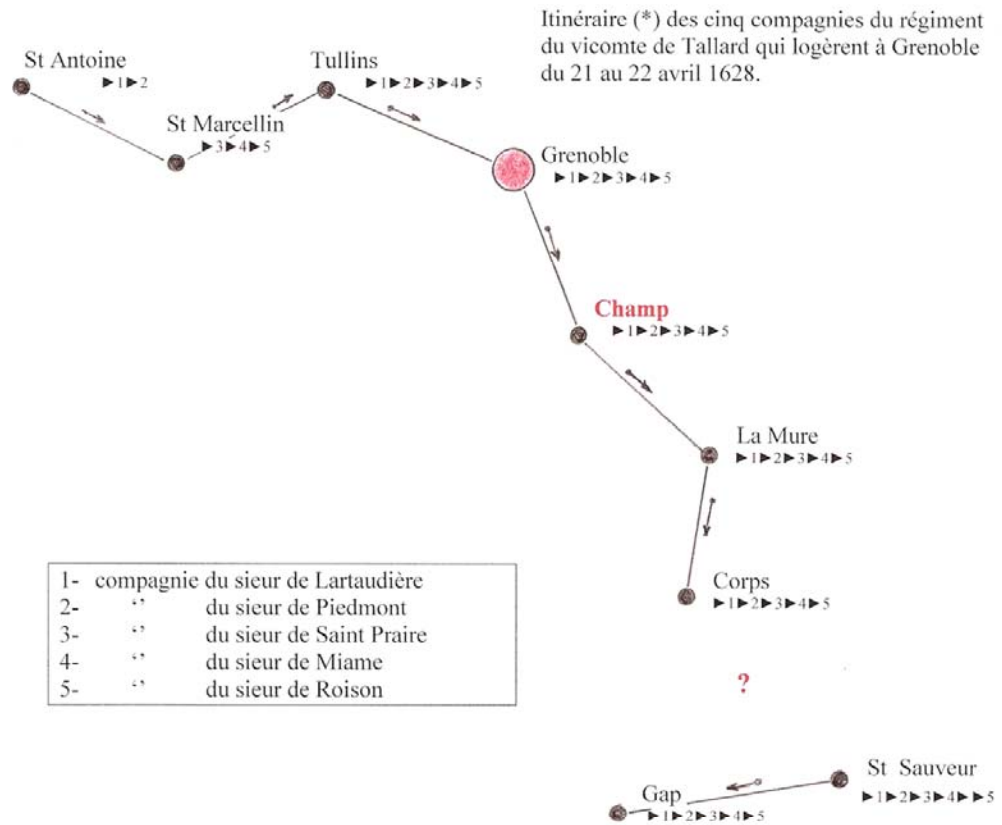 Itinéraire (*) des cinq compagnies du régiment
du vicomte de Tallard qui logèrent à Grenoble
du 21 au 22 avril 1628.
St Antoine
►1►2
Tullins
►1►2►3►4►5
St Marcellin
►3►4►5
Grenoble
►1►2►3►4►5
Champ
►1►2►3►4►5
La Mure
►1►2►3►4►5
Corps
►1►2►3►4►5
1- compagnie du sieur de Lartaudière
2- ‘’ du sieur de Piedmont
3- ‘’ du sieur de Saint Praire
4- ‘’ du sieur de Miame
5- ‘’ du sieur de Roison
?
St Sauveur
►1►2►3►4►►5
Gap
►1►2►3►4►5